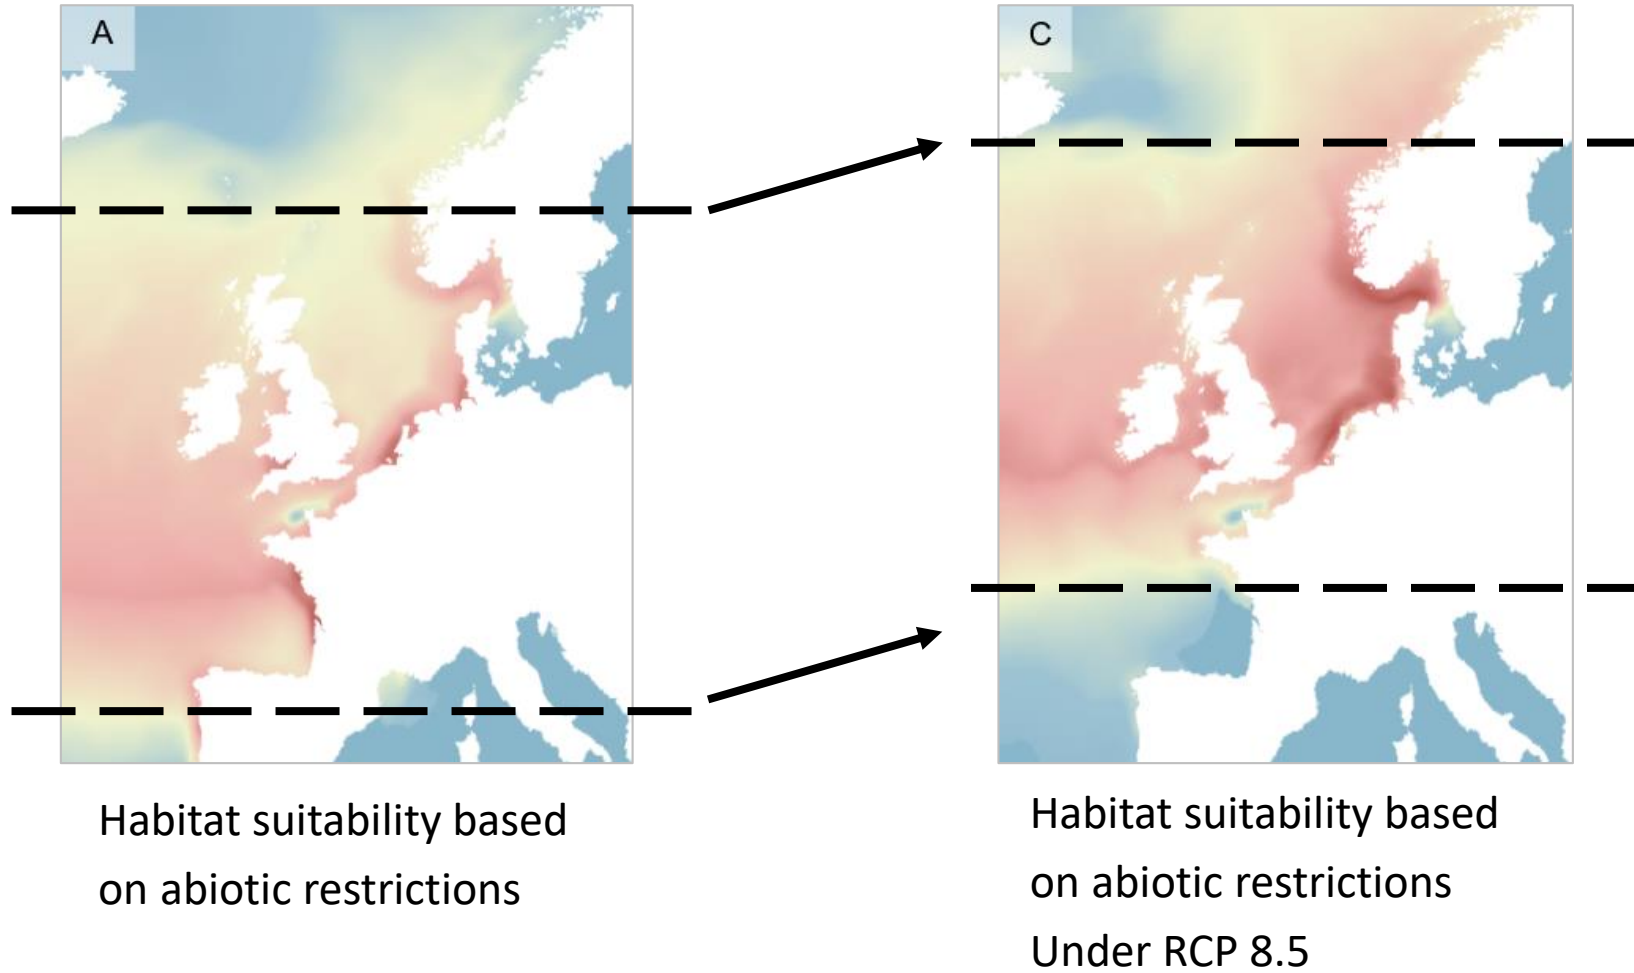 A
C
Habitat suitability based
on abiotic restrictions
Habitat suitability based
on abiotic restrictions
Under RCP 8.5